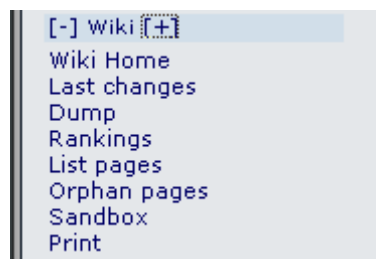 [-] Wiki [+]
Wiki Home
Last changes
Dump
Rankings
List pages
Orphan pages
Sandbox
Print